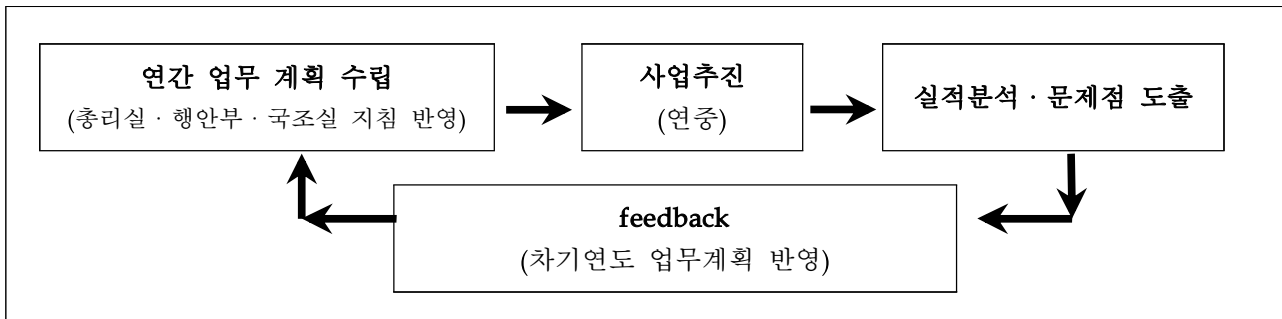 연간 업무 계획 수립
(총리실·행안부·국조실 지침 반영)
사업추진
(연중)
실적분석·문제점 도출
feedback
(차기연도 업무계획 반영)